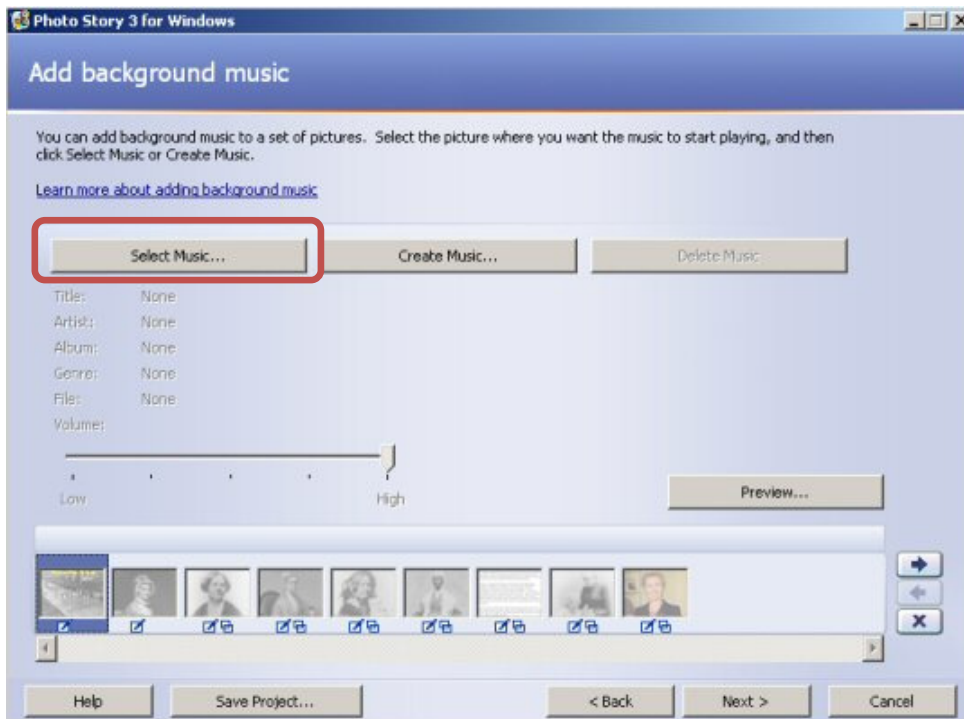 Photo Story 3 for Windows
Add background music
You can add background music to a set of pictures. Select the picture where you want the music to start playing, and then
click Select Music or Create Music.
Learn more about adding background music
Select Music...
Create Music...
Delete Music
Title: None
Artist: None
Album: None
Genre: None
File: None
Volume:
Low
High
Preview...
Help
Save Project...
< Back
Next >
Cancel